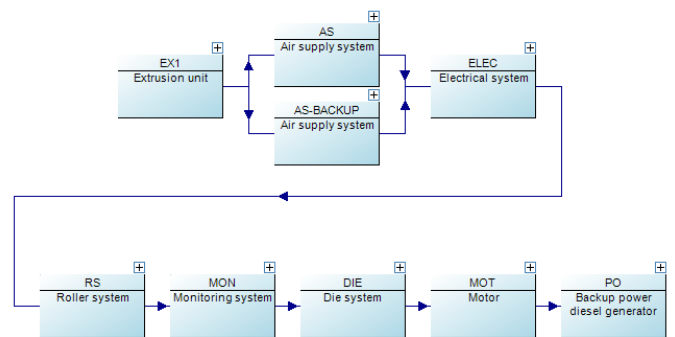 AS
Air supply system
EX1
Extrusion unit
ELEC
Electrical system
AS-BACKUP
Air supply system
RS
Roller system
MON
Monitoring system
DIE
Die system
MOT
Motor
PO
Backup power
diesel generator